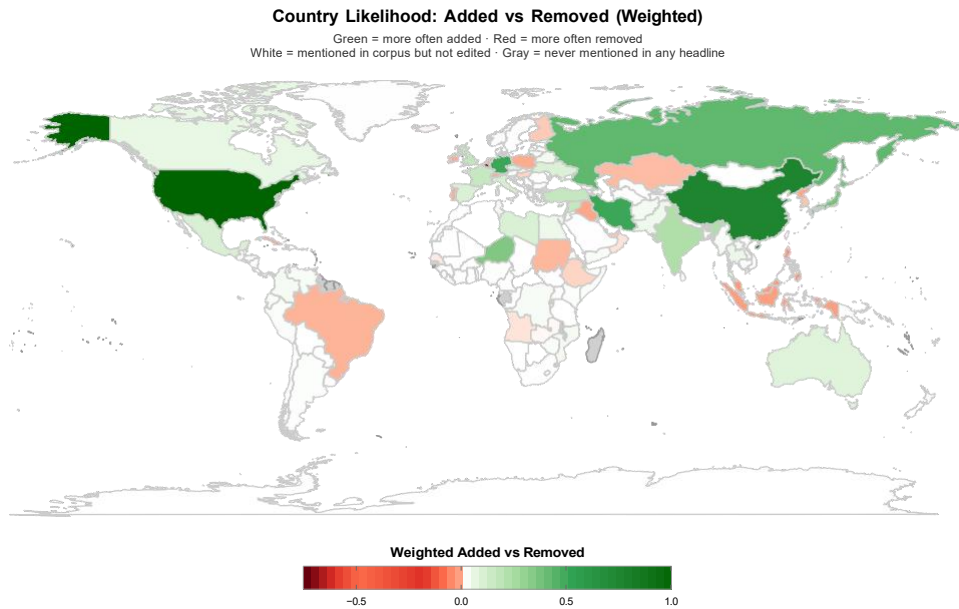 Country Likelihood: Added vs Removed (Weighted)
Green = more often added · Red = more often removed
White = mentioned in corpus but not edited · Gray = never mentioned in any headline
Weighted Added vs Removed
−0.5 0.0 0.5 1.0